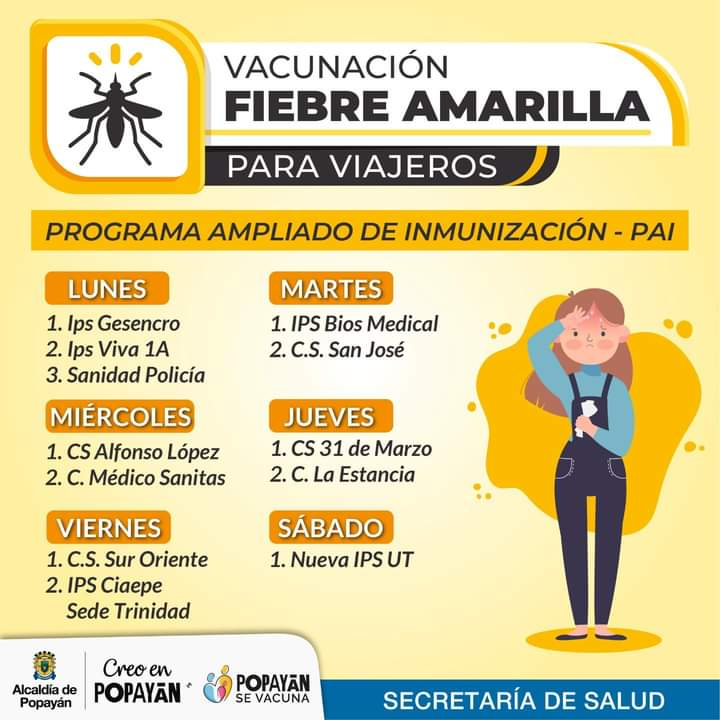 VACUNACIÓN
FIEBRE AMARILLA
PARA VIAJEROS
PROGRAMA AMPLIADO DE INMUNIZACIÓN - PAI
LUNES
1. Ips Gesencro
2. Ips Viva 1A
3. Sanidad Policía
MARTES
1. IPS Bios Medical
2. C.S. San José
MIÉRCOLES
1. CS Alfonso López
2. C. Médico Sanitas
JUEVES
1. CS 31 de Marzo
2. C. La Estancia
VIERNES
1. C.S. Sur Oriente
2. IPS Ciaepe
Sede Trinidad
SÁBADO
1. Nueva IPS UT
Alcaldía de
Popayán
Creo en
POPAYÁN
POPAYÁN
SE VACUNA
SECRETARÍA DE SALUD